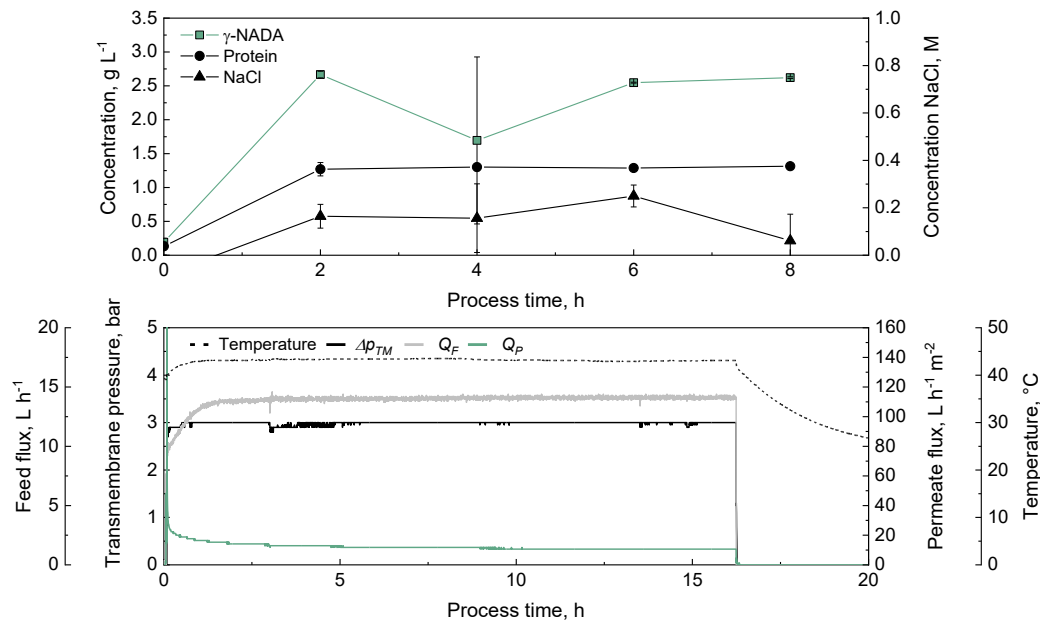 γ-NADA
Protein
NaCl
Concentration, g L⁻¹
3.5
3.0
2.5
2.0
1.5
1.0
0.5
0.0
Concentration NaCl, M
1.0
0.8
0.6
0.4
0.2
0.0
0 2 4 6 8
Process time, h
Temperature Δp_TM Q_F Q_P
Feed flux, L h⁻¹
20
15
10
5
0
Transmembrane pressure, bar
5
4
3
2
1
0
Permeate flux, L h⁻¹ m⁻²
160
140
120
100
80
60
40
20
0
Temperature, °C
50
40
30
20
10
0
0 5 10 15 20
Process time, h